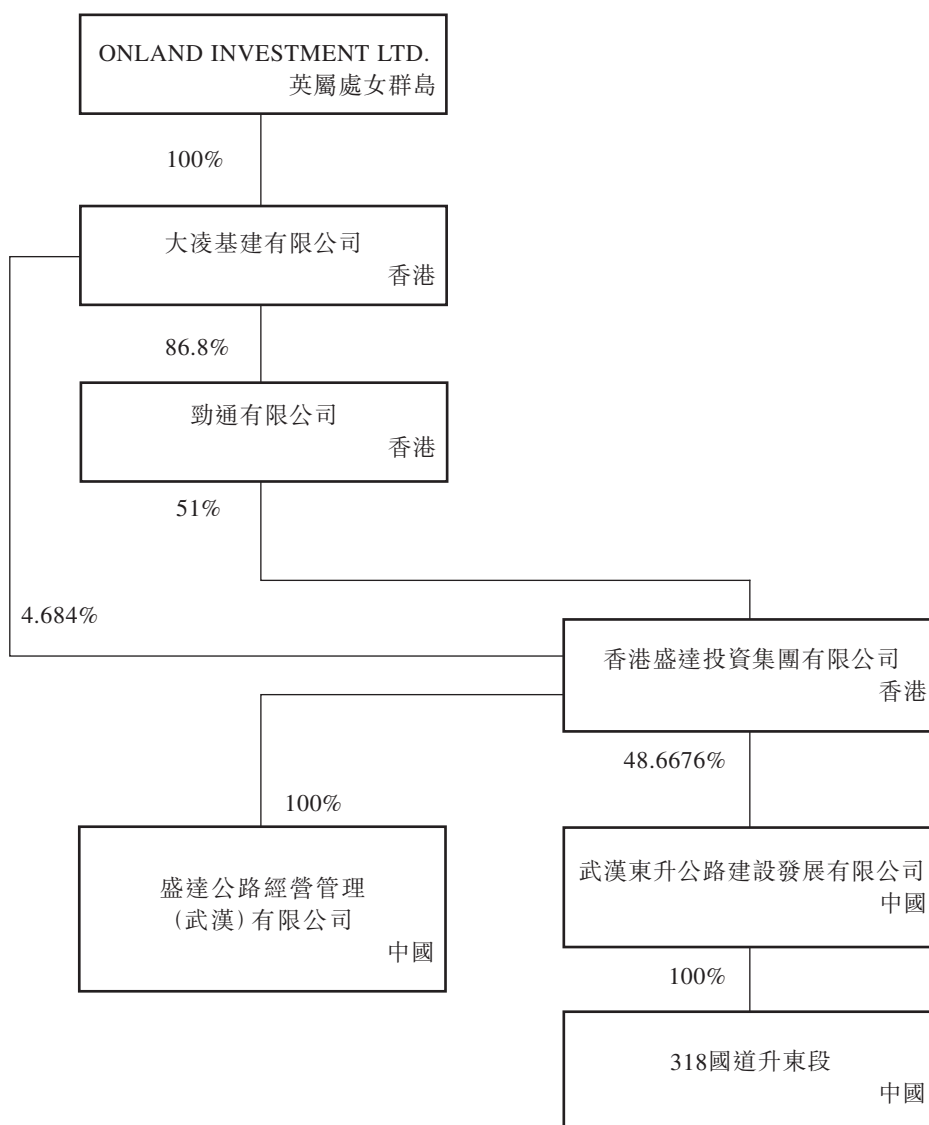 ONLAND INVESTMENT LTD.
英屬處女群島
100%
大凌基建有限公司
香港
86.8%
勁通有限公司
香港
51%
4.684%
香港盛達投資集團有限公司
香港
48.6676%
100%
盛達公路經營管理
(武漢)有限公司
中國
武漢東升公路建設發展有限公司
中國
100%
318國道升東段
中國